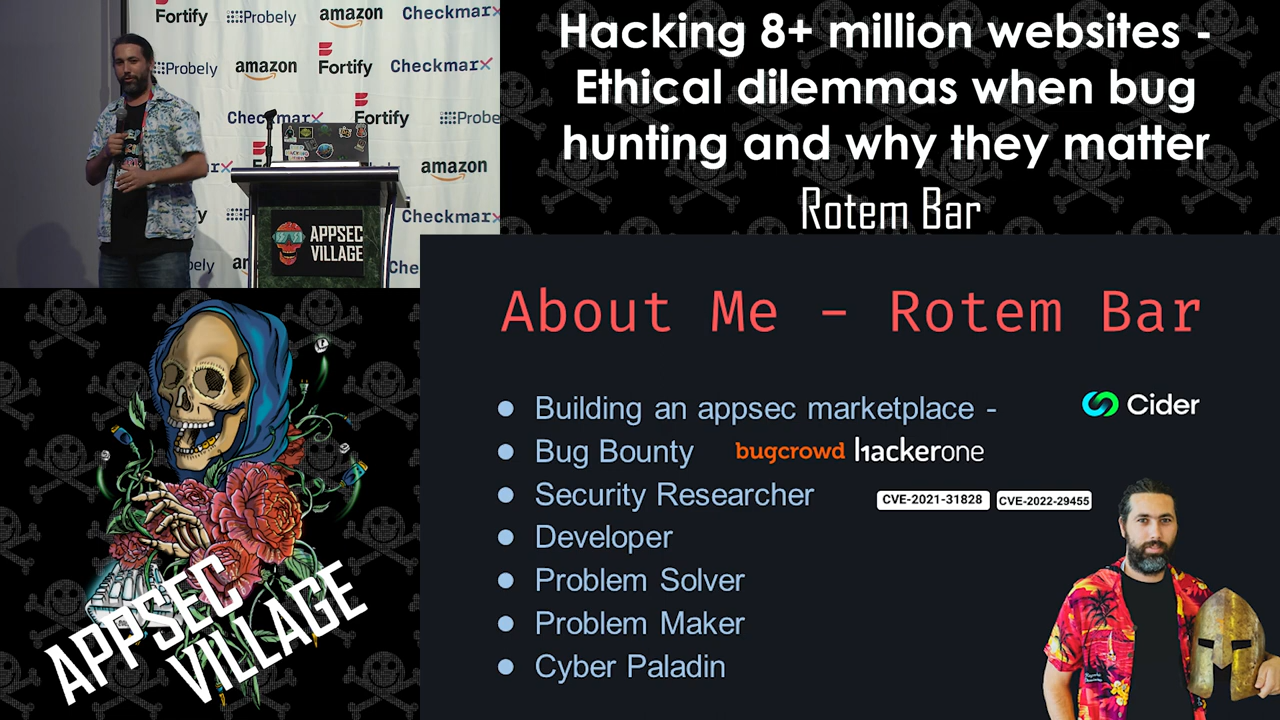 Fortify Probely amazon Checkmarx
Probely amazon Fortify Checkmarx
Checkmarx Fortify Probe
amazon
Checkmarx
APPSEC
VILLAGE
Hacking 8+ million websites -
Ethical dilemmas when bug
hunting and why they matter
Rotem Bar
About Me - Rotem Bar
● Building an appsec marketplace - Cider
● Bug Bounty bugcrowd hackerone
● Security Researcher CVE-2021-31828 CVE-2022-29455
● Developer
● Problem Solver
● Problem Maker
● Cyber Paladin
APPSEC
VILLAGE